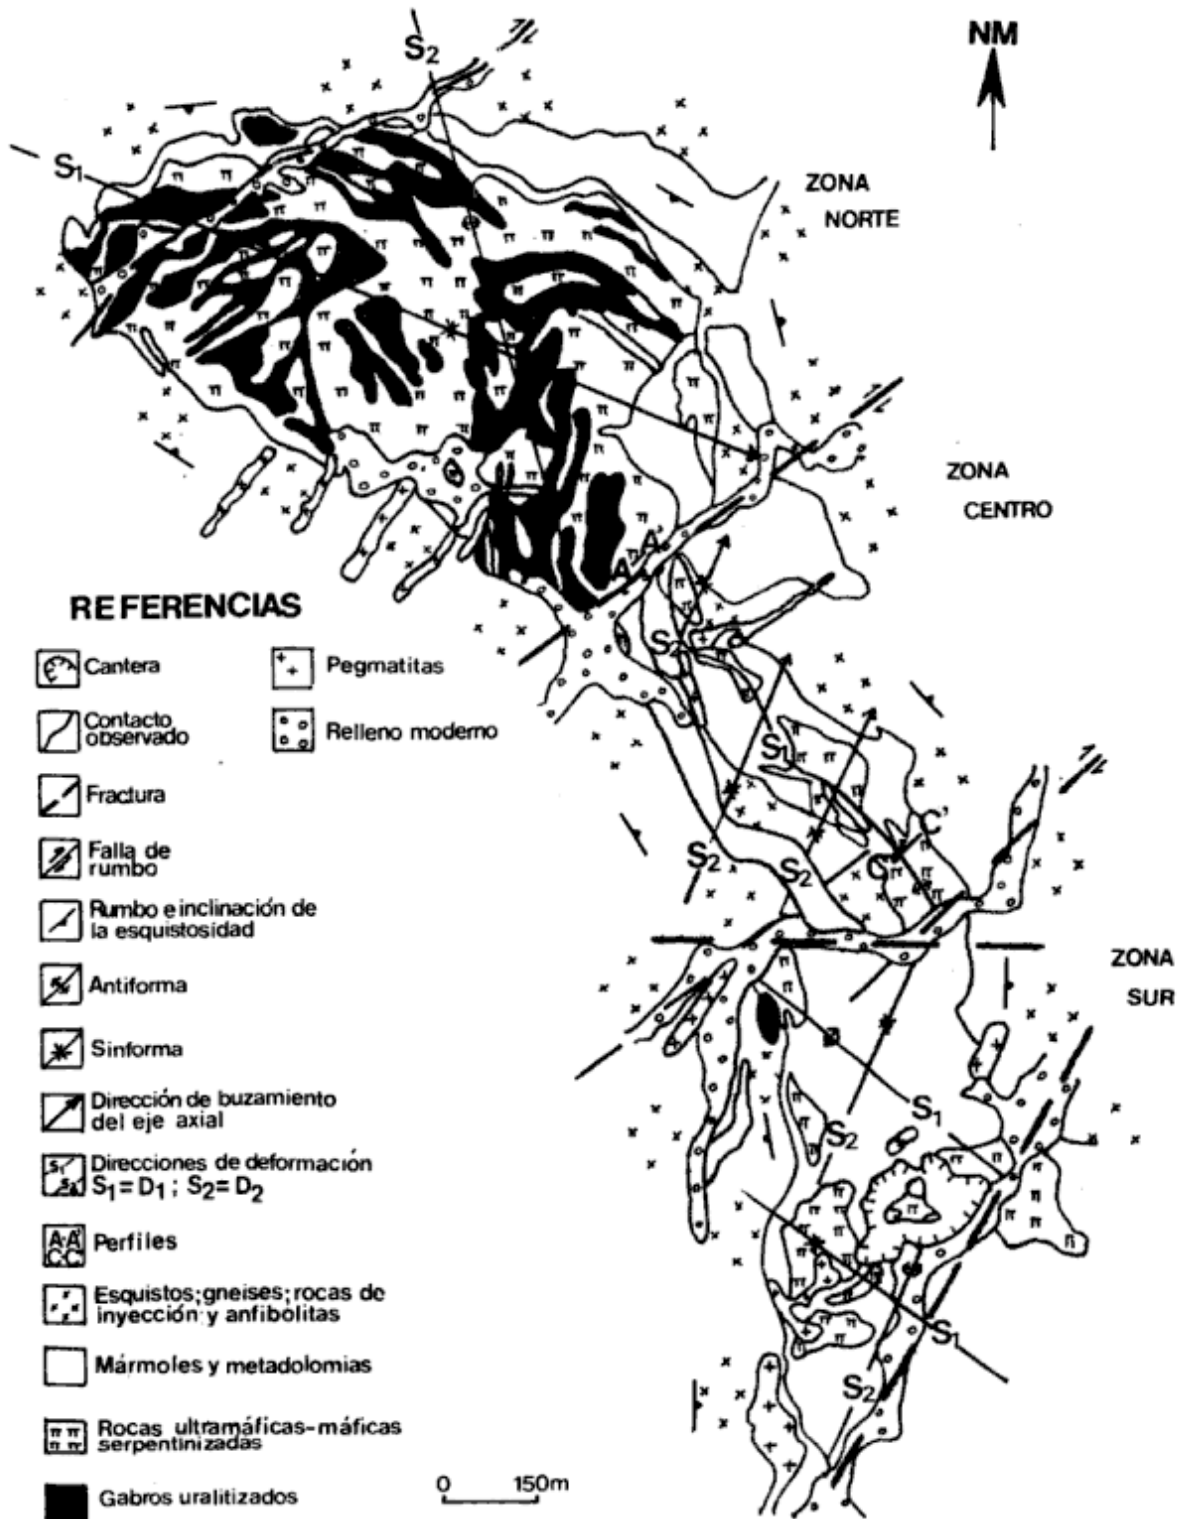 NM
S2
S1
ZONA
NORTE
ZONA
CENTRO
A'
A
S2
S1
S2
S2
C'
C
ZONA
SUR
S1
S2
S1
S2
REFERENCIAS
Cantera
Pegmatitas
Contacto
observado
Relleno moderno
Fractura
Falla de
rumbo
Rumbo e inclinación de
la esquistosidad
Antiforma
Sinforma
Dirección de buzamiento
del eje axial
S1
S2
Direcciones de deformación
S1=D1; S2=D2
A-A'
C-C'
Perfiles
Esquistos; gneises; rocas de
inyección y anfibolitas
Mármoles y metadolomias
Rocas ultramáficas-máficas
serpentinizadas
Gabros uralitizados
0 150m